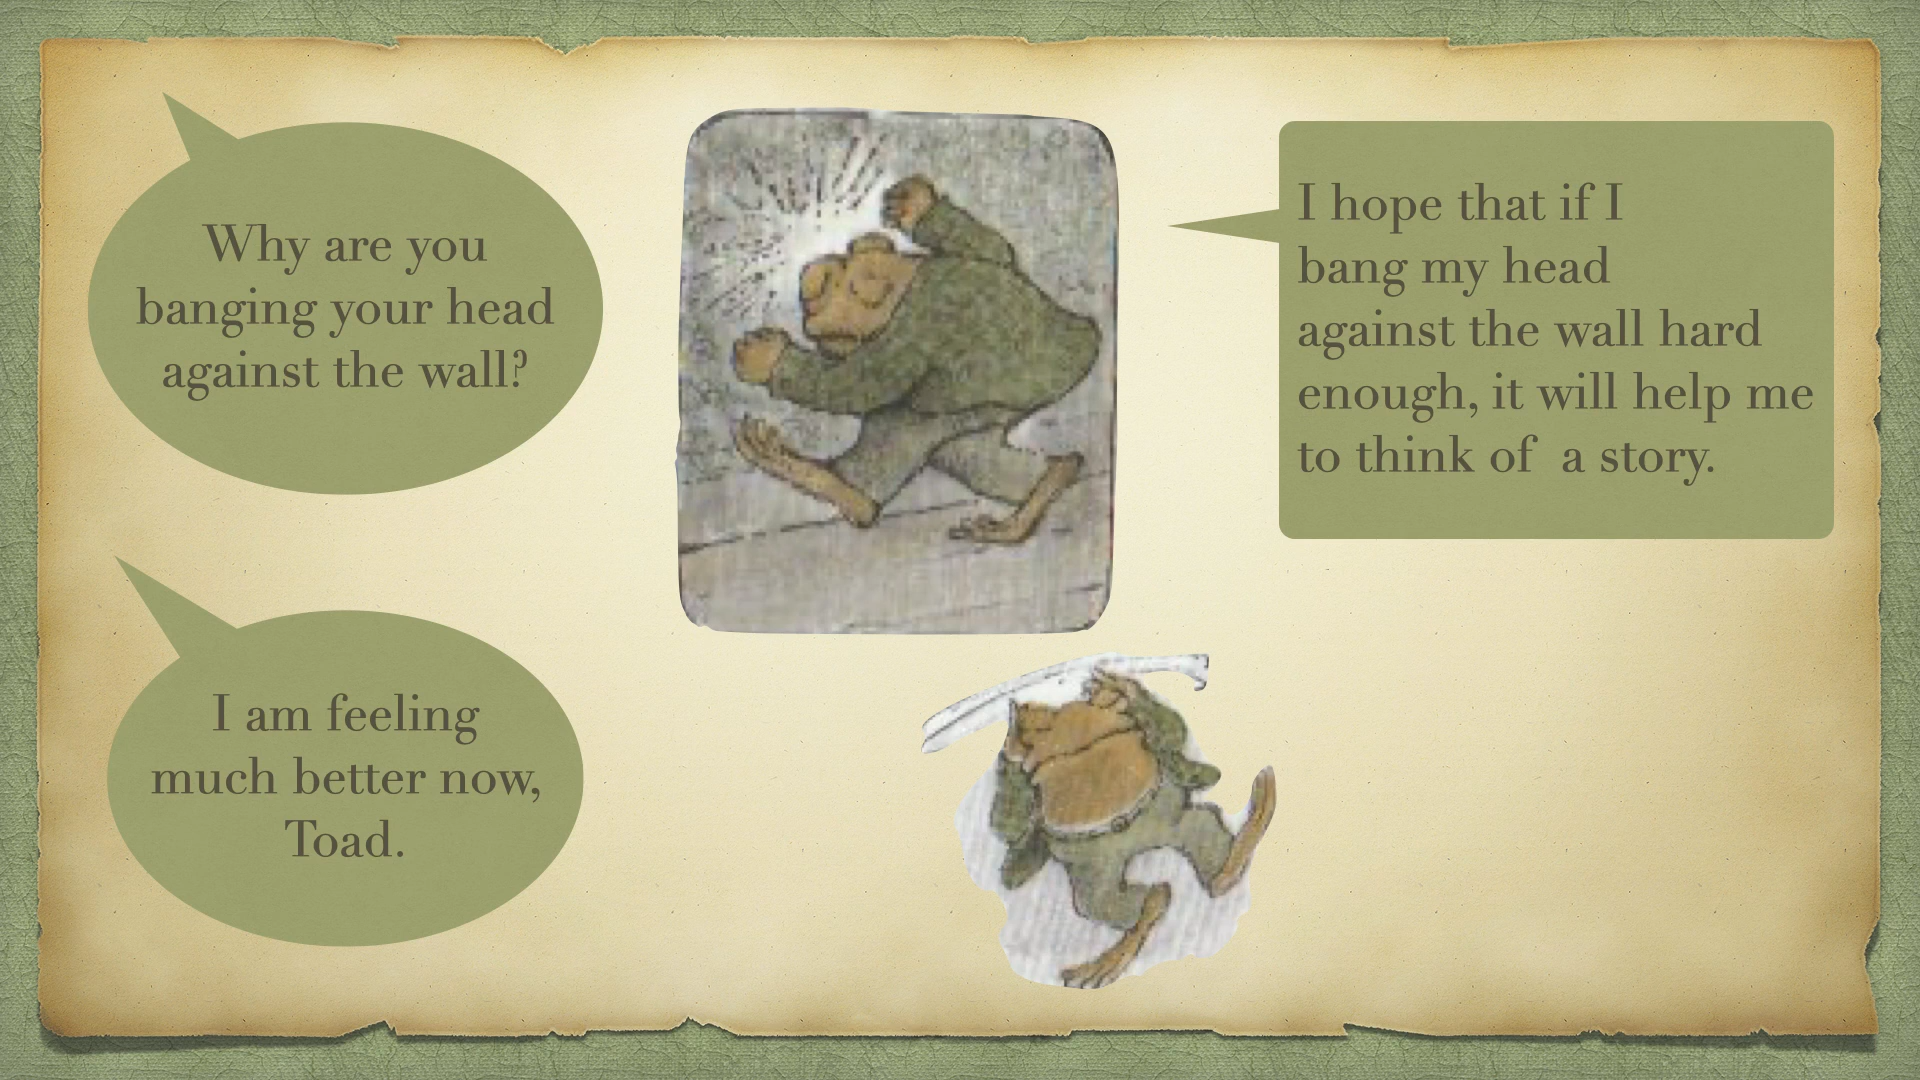 Why are you
banging your head
against the wall?
I hope that if I
bang my head
against the wall hard
enough, it will help me
to think of  a story.
I am feeling
much better now,
Toad.